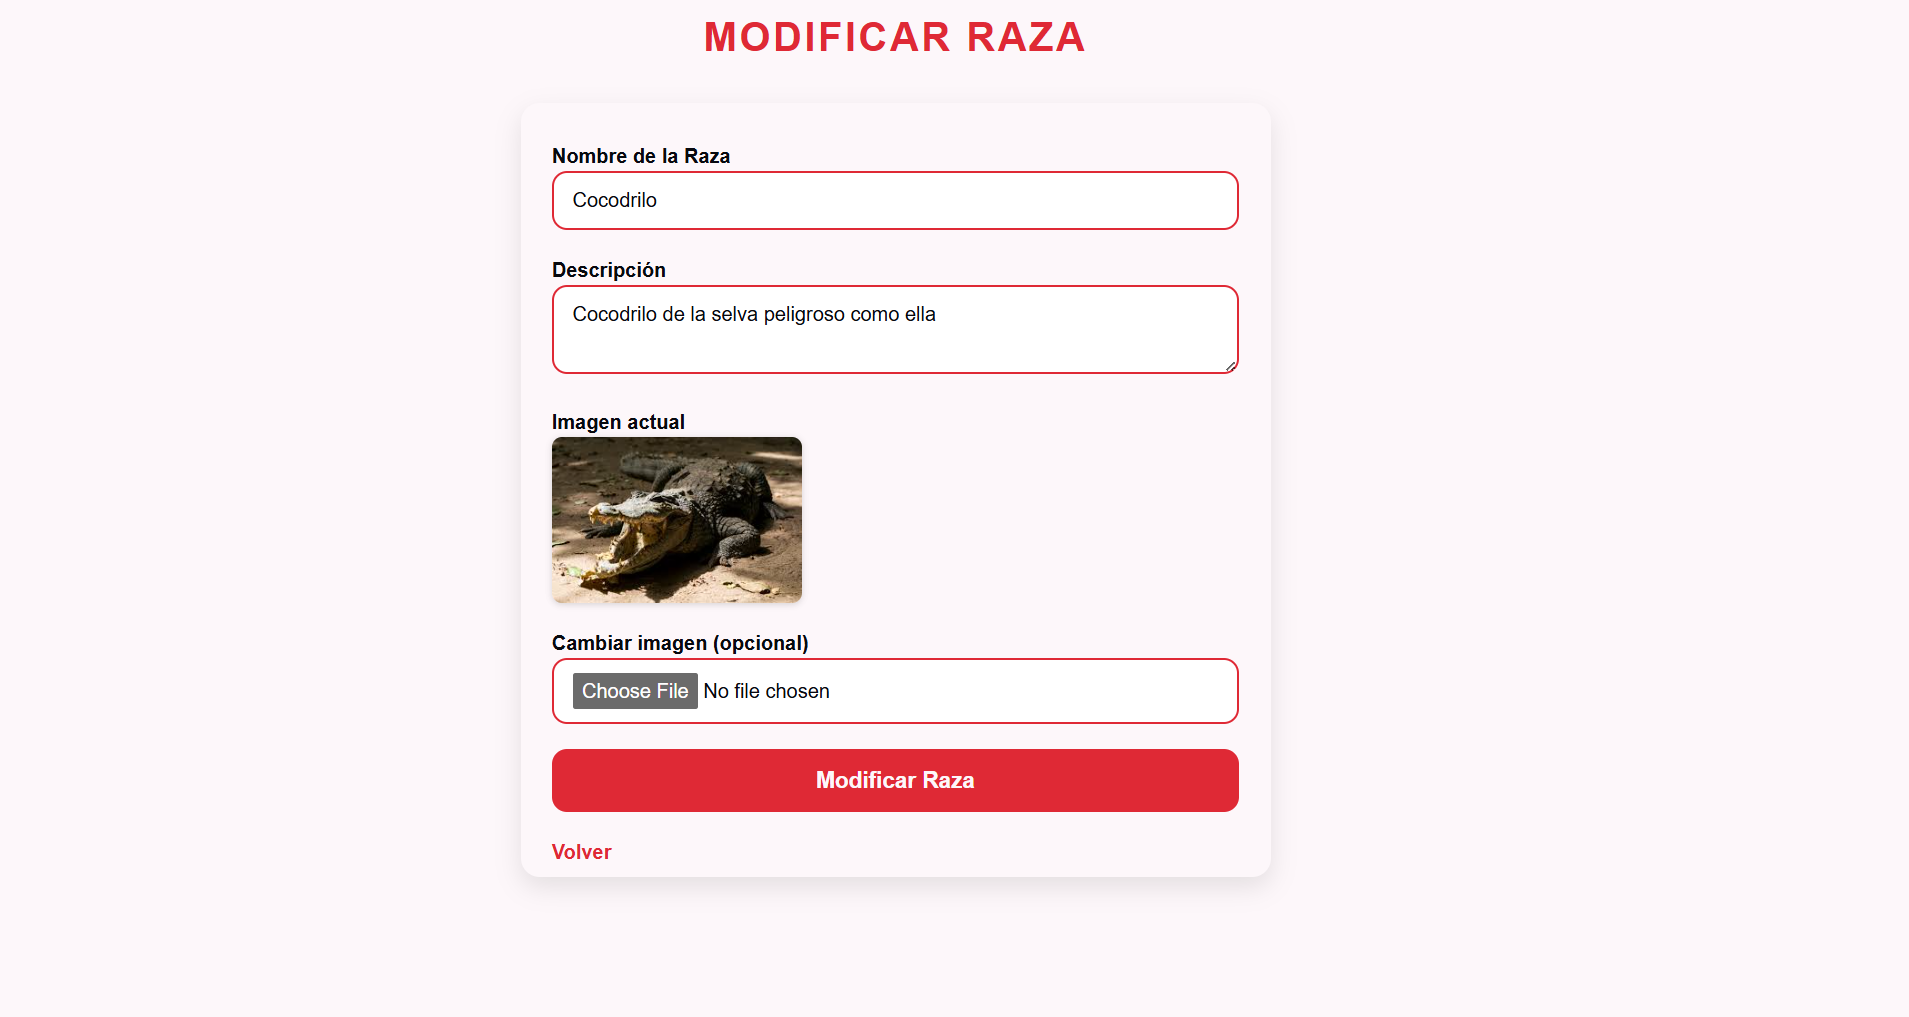 MODIFICAR RAZA
Nombre de la Raza
Cocodrilo
Descripción
Cocodrilo de la selva peligroso como ella
Imagen actual
Cambiar imagen (opcional)
Choose File No file chosen
Modificar Raza
Volver